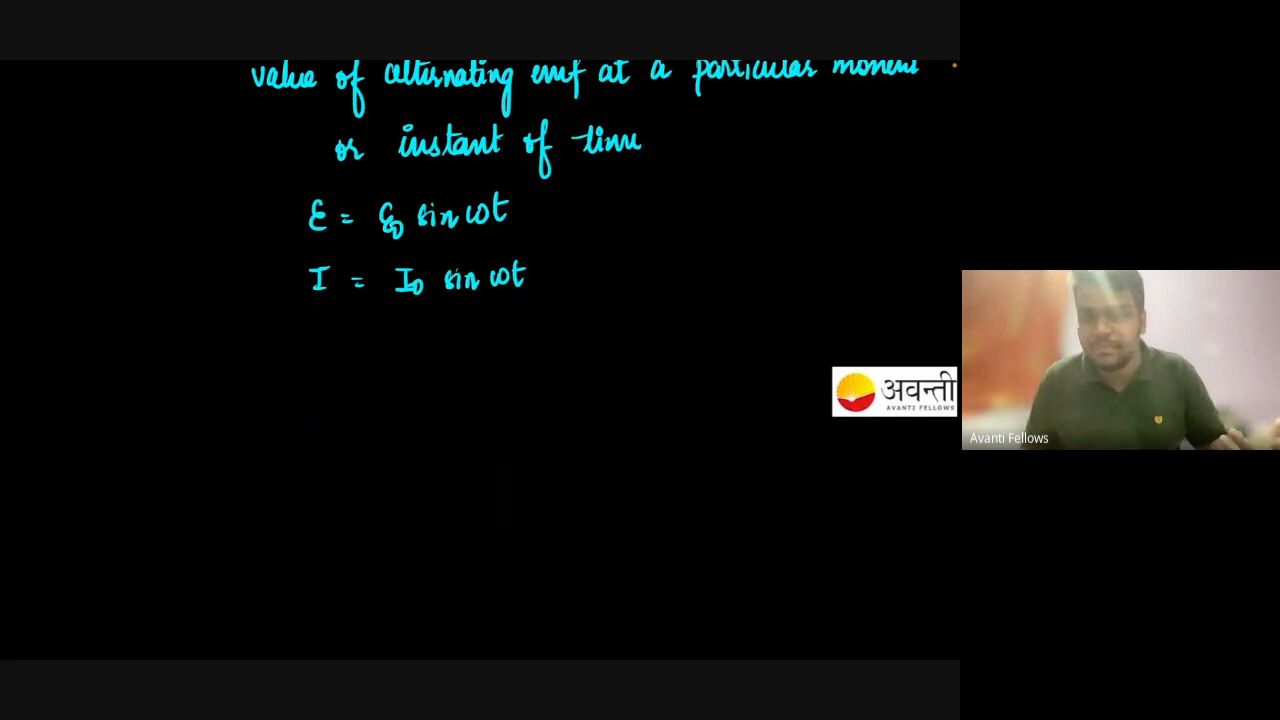 value of alternating emf at a particular moment
or instant of time
ε = ε₀ sin ωt
I = I₀ sin ωt
अवन्ती
AVANTI FELLOWS
Avanti Fellows